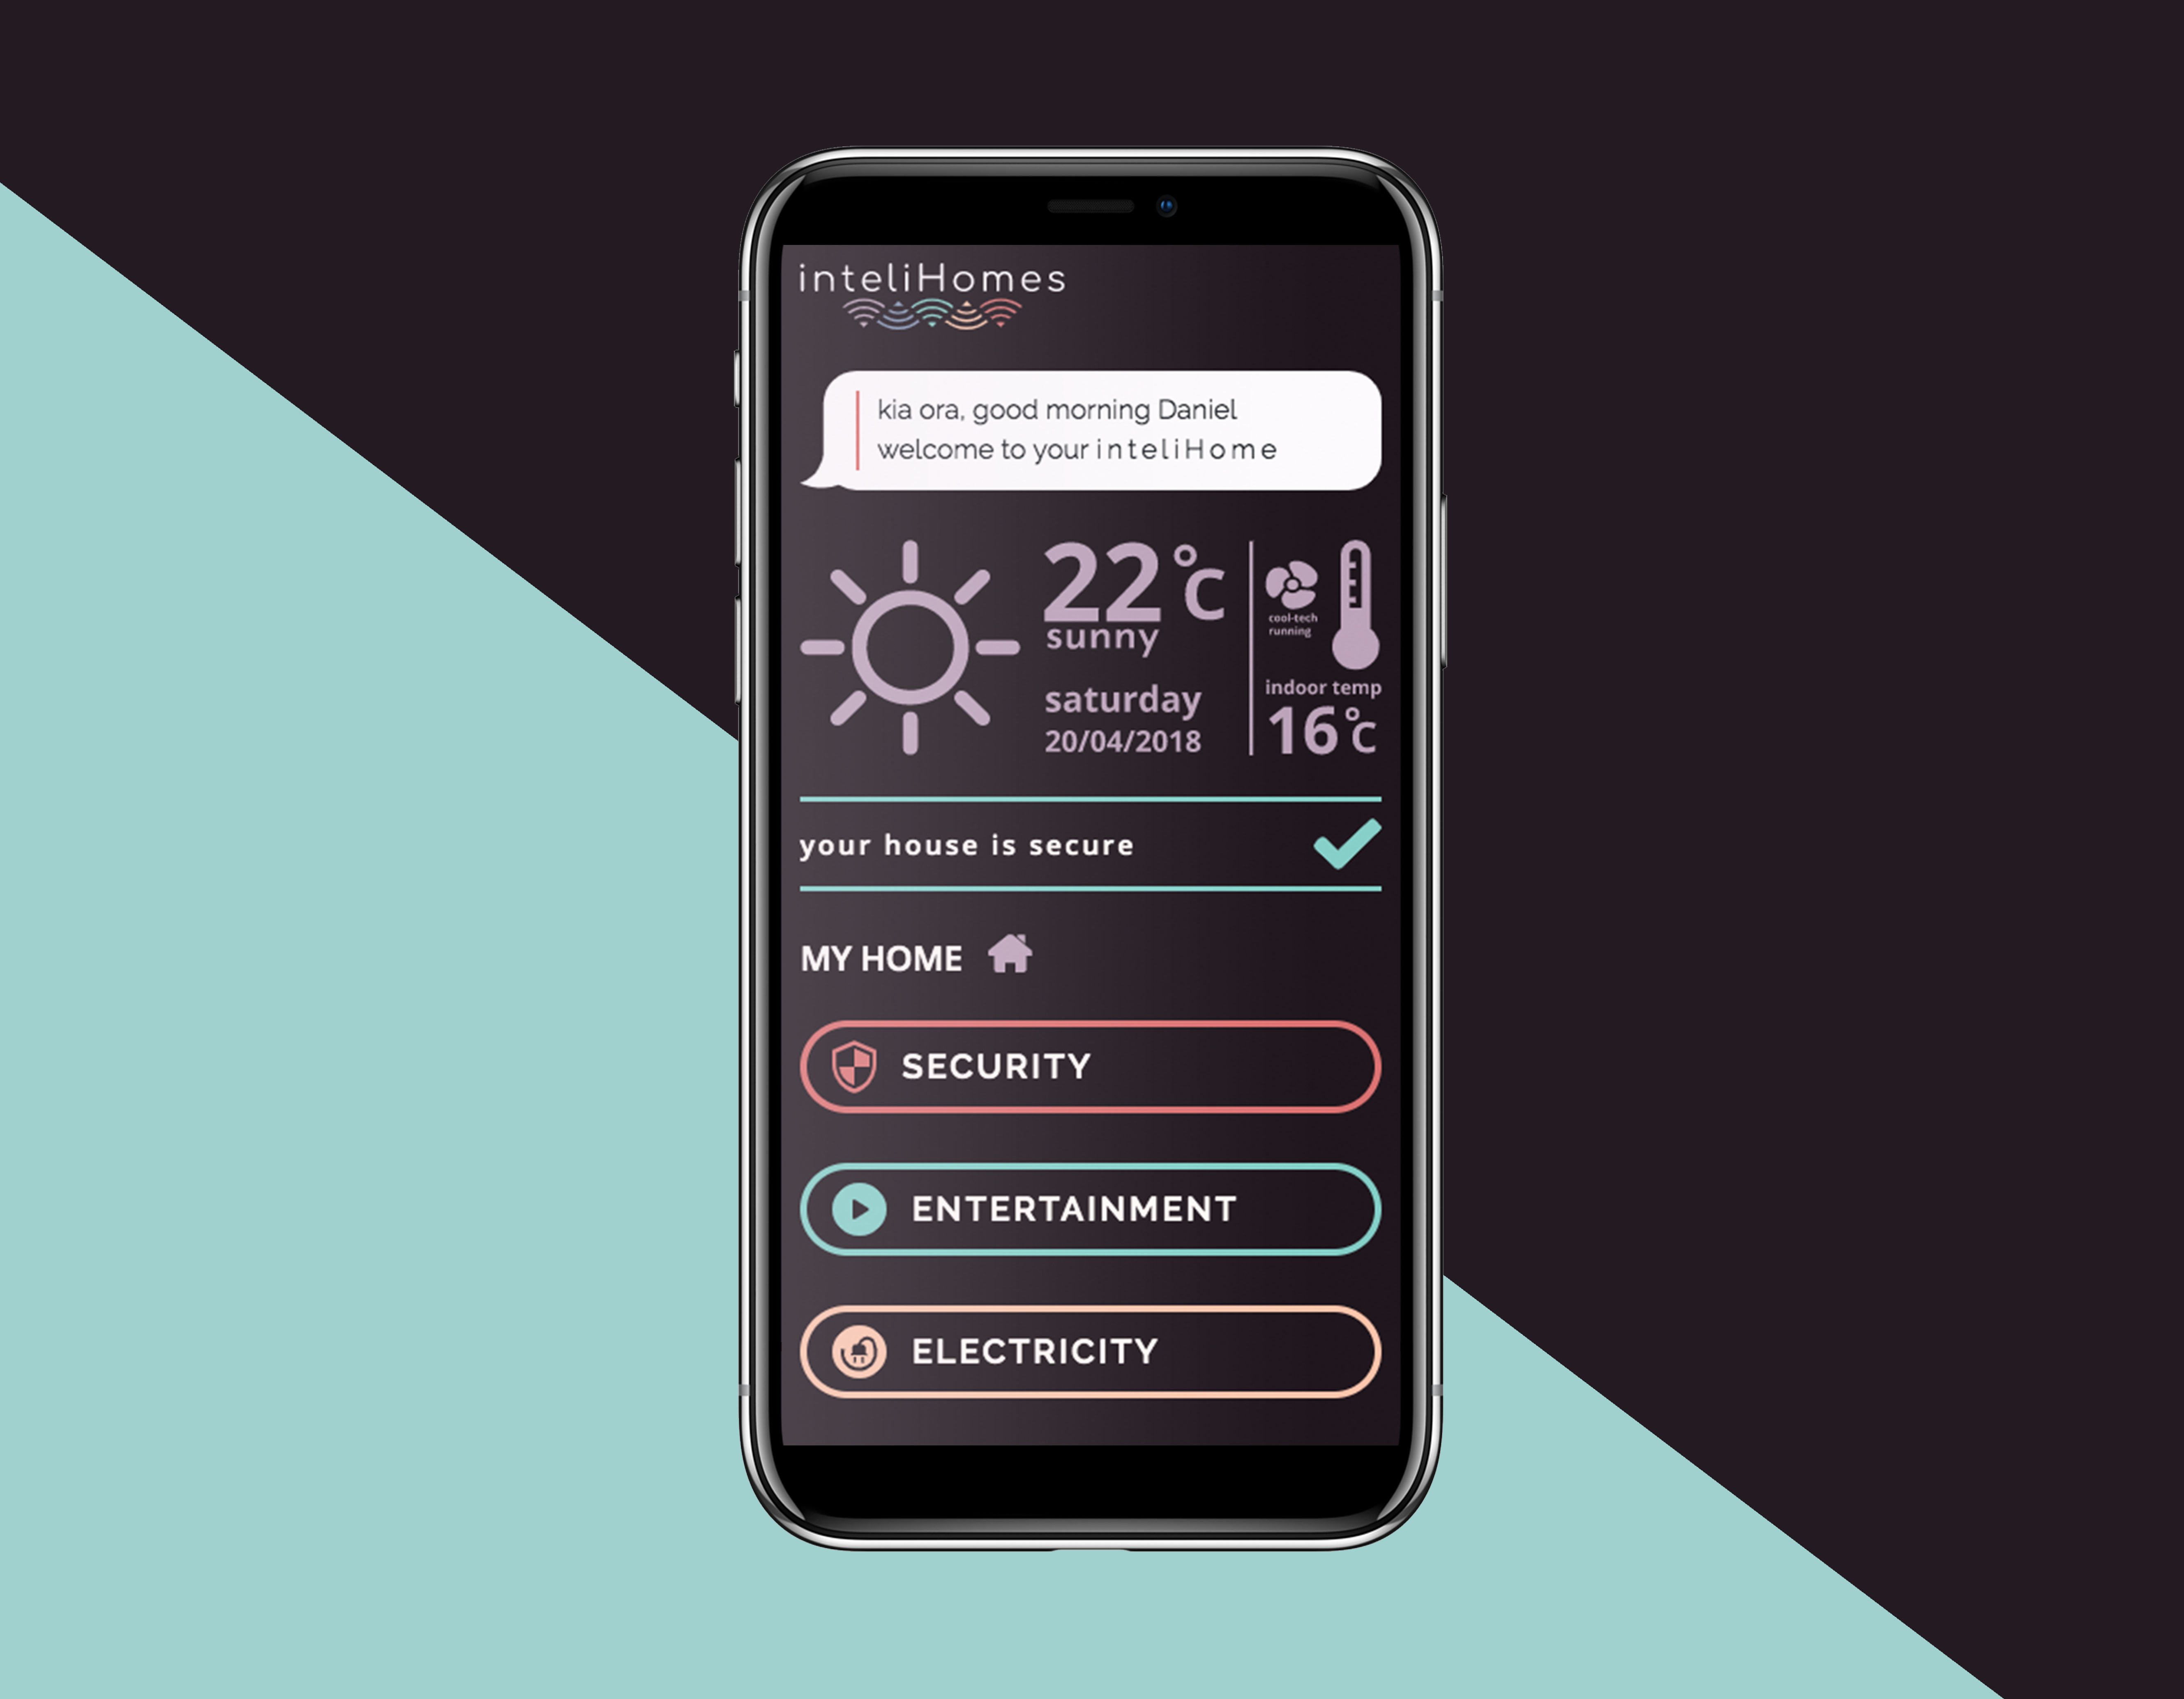 inteliHomes
kia ora, good morning Daniel
welcome to your inteliHome
22°c
sunny
saturday
20/04/2018
cool-tech
running
indoor temp
16°c
your house is secure
MY HOME
SECURITY
ENTERTAINMENT
ELECTRICITY